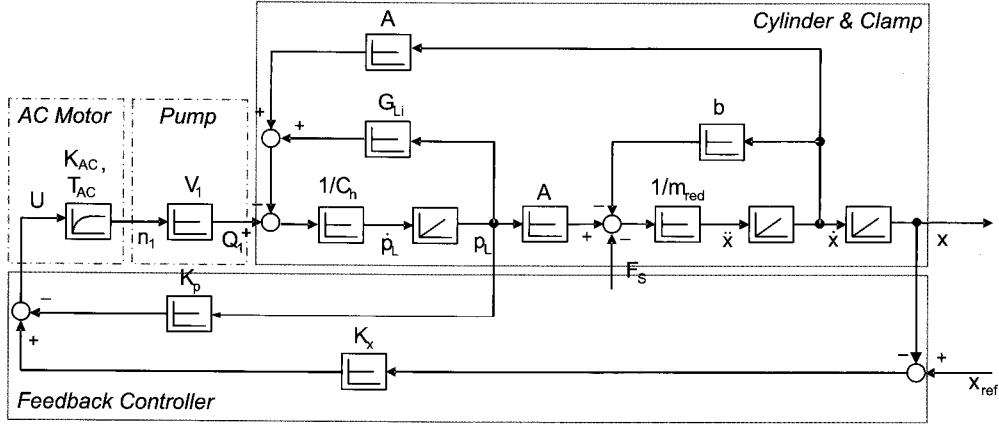 A
Cylinder & Clamp
AC Motor
Pump
G_Li
b
K_AC ,
T_AC
V_1
1/C_h
A
1/m_red
U
n_1
Q_1
ṗ_L
p_L
ẍ
ẋ
x
F_S
K_p
K_x
x_ref
Feedback Controller